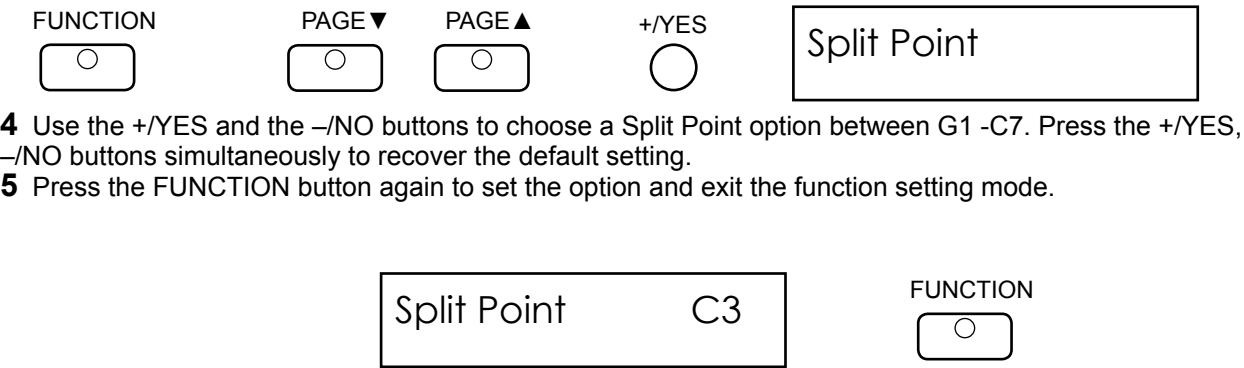 FUNCTION PAGE▼ PAGE▲ +/YES
Split Point
4 Use the +/YES and the –/NO buttons to choose a Split Point option between G1 -C7. Press the +/YES,
–/NO buttons simultaneously to recover the default setting.
5 Press the FUNCTION button again to set the option and exit the function setting mode.
Split Point C3
FUNCTION